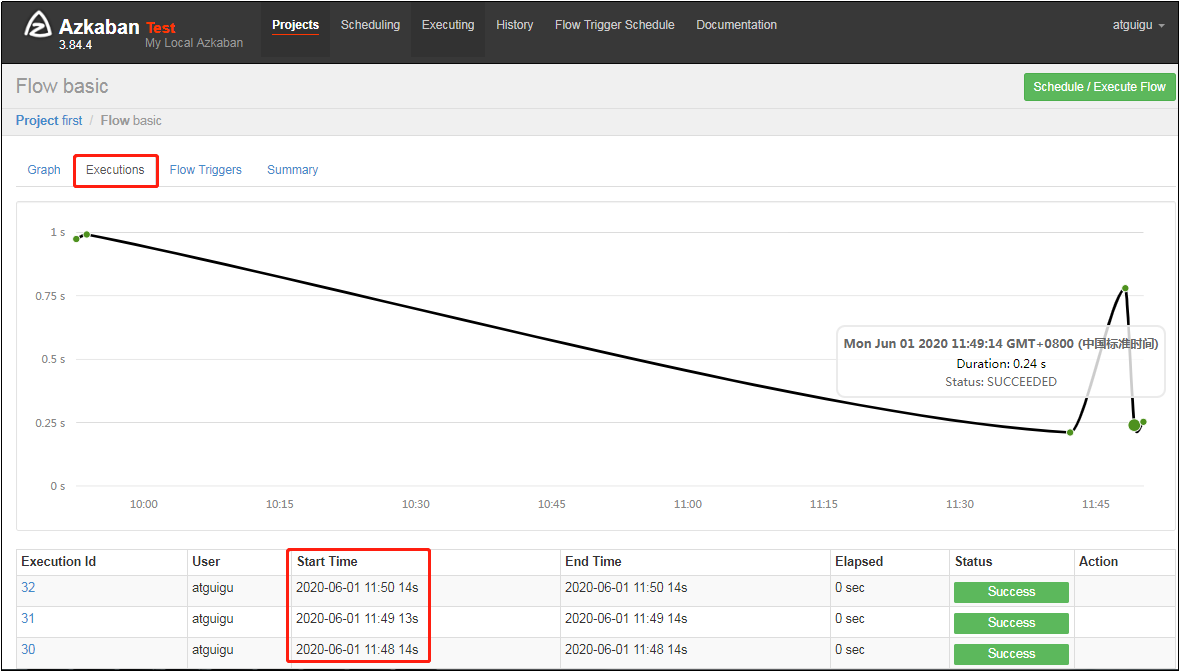 Azkaban Test
3.84.4 My Local Azkaban
Projects Scheduling Executing History Flow Trigger Schedule Documentation atguigu
Flow basic
Schedule / Execute Flow
Project first / Flow basic
Graph Executions Flow Triggers Summary
1 s
0.75 s
Mon Jun 01 2020 11:49:14 GMT+0800 (中国标准时间)
0.5 s
Duration: 0.24 s
Status: SUCCEEDED
0.25 s
0 s
10:00 10:15 10:30 10:45 11:00 11:15 11:30 11:45
Execution Id User Start Time End Time Elapsed Status Action
32 atguigu 2020-06-01 11:50 14s 2020-06-01 11:50 14s 0 sec Success
31 atguigu 2020-06-01 11:49 13s 2020-06-01 11:49 14s 0 sec Success
30 atguigu 2020-06-01 11:48 14s 2020-06-01 11:48 14s 0 sec Success